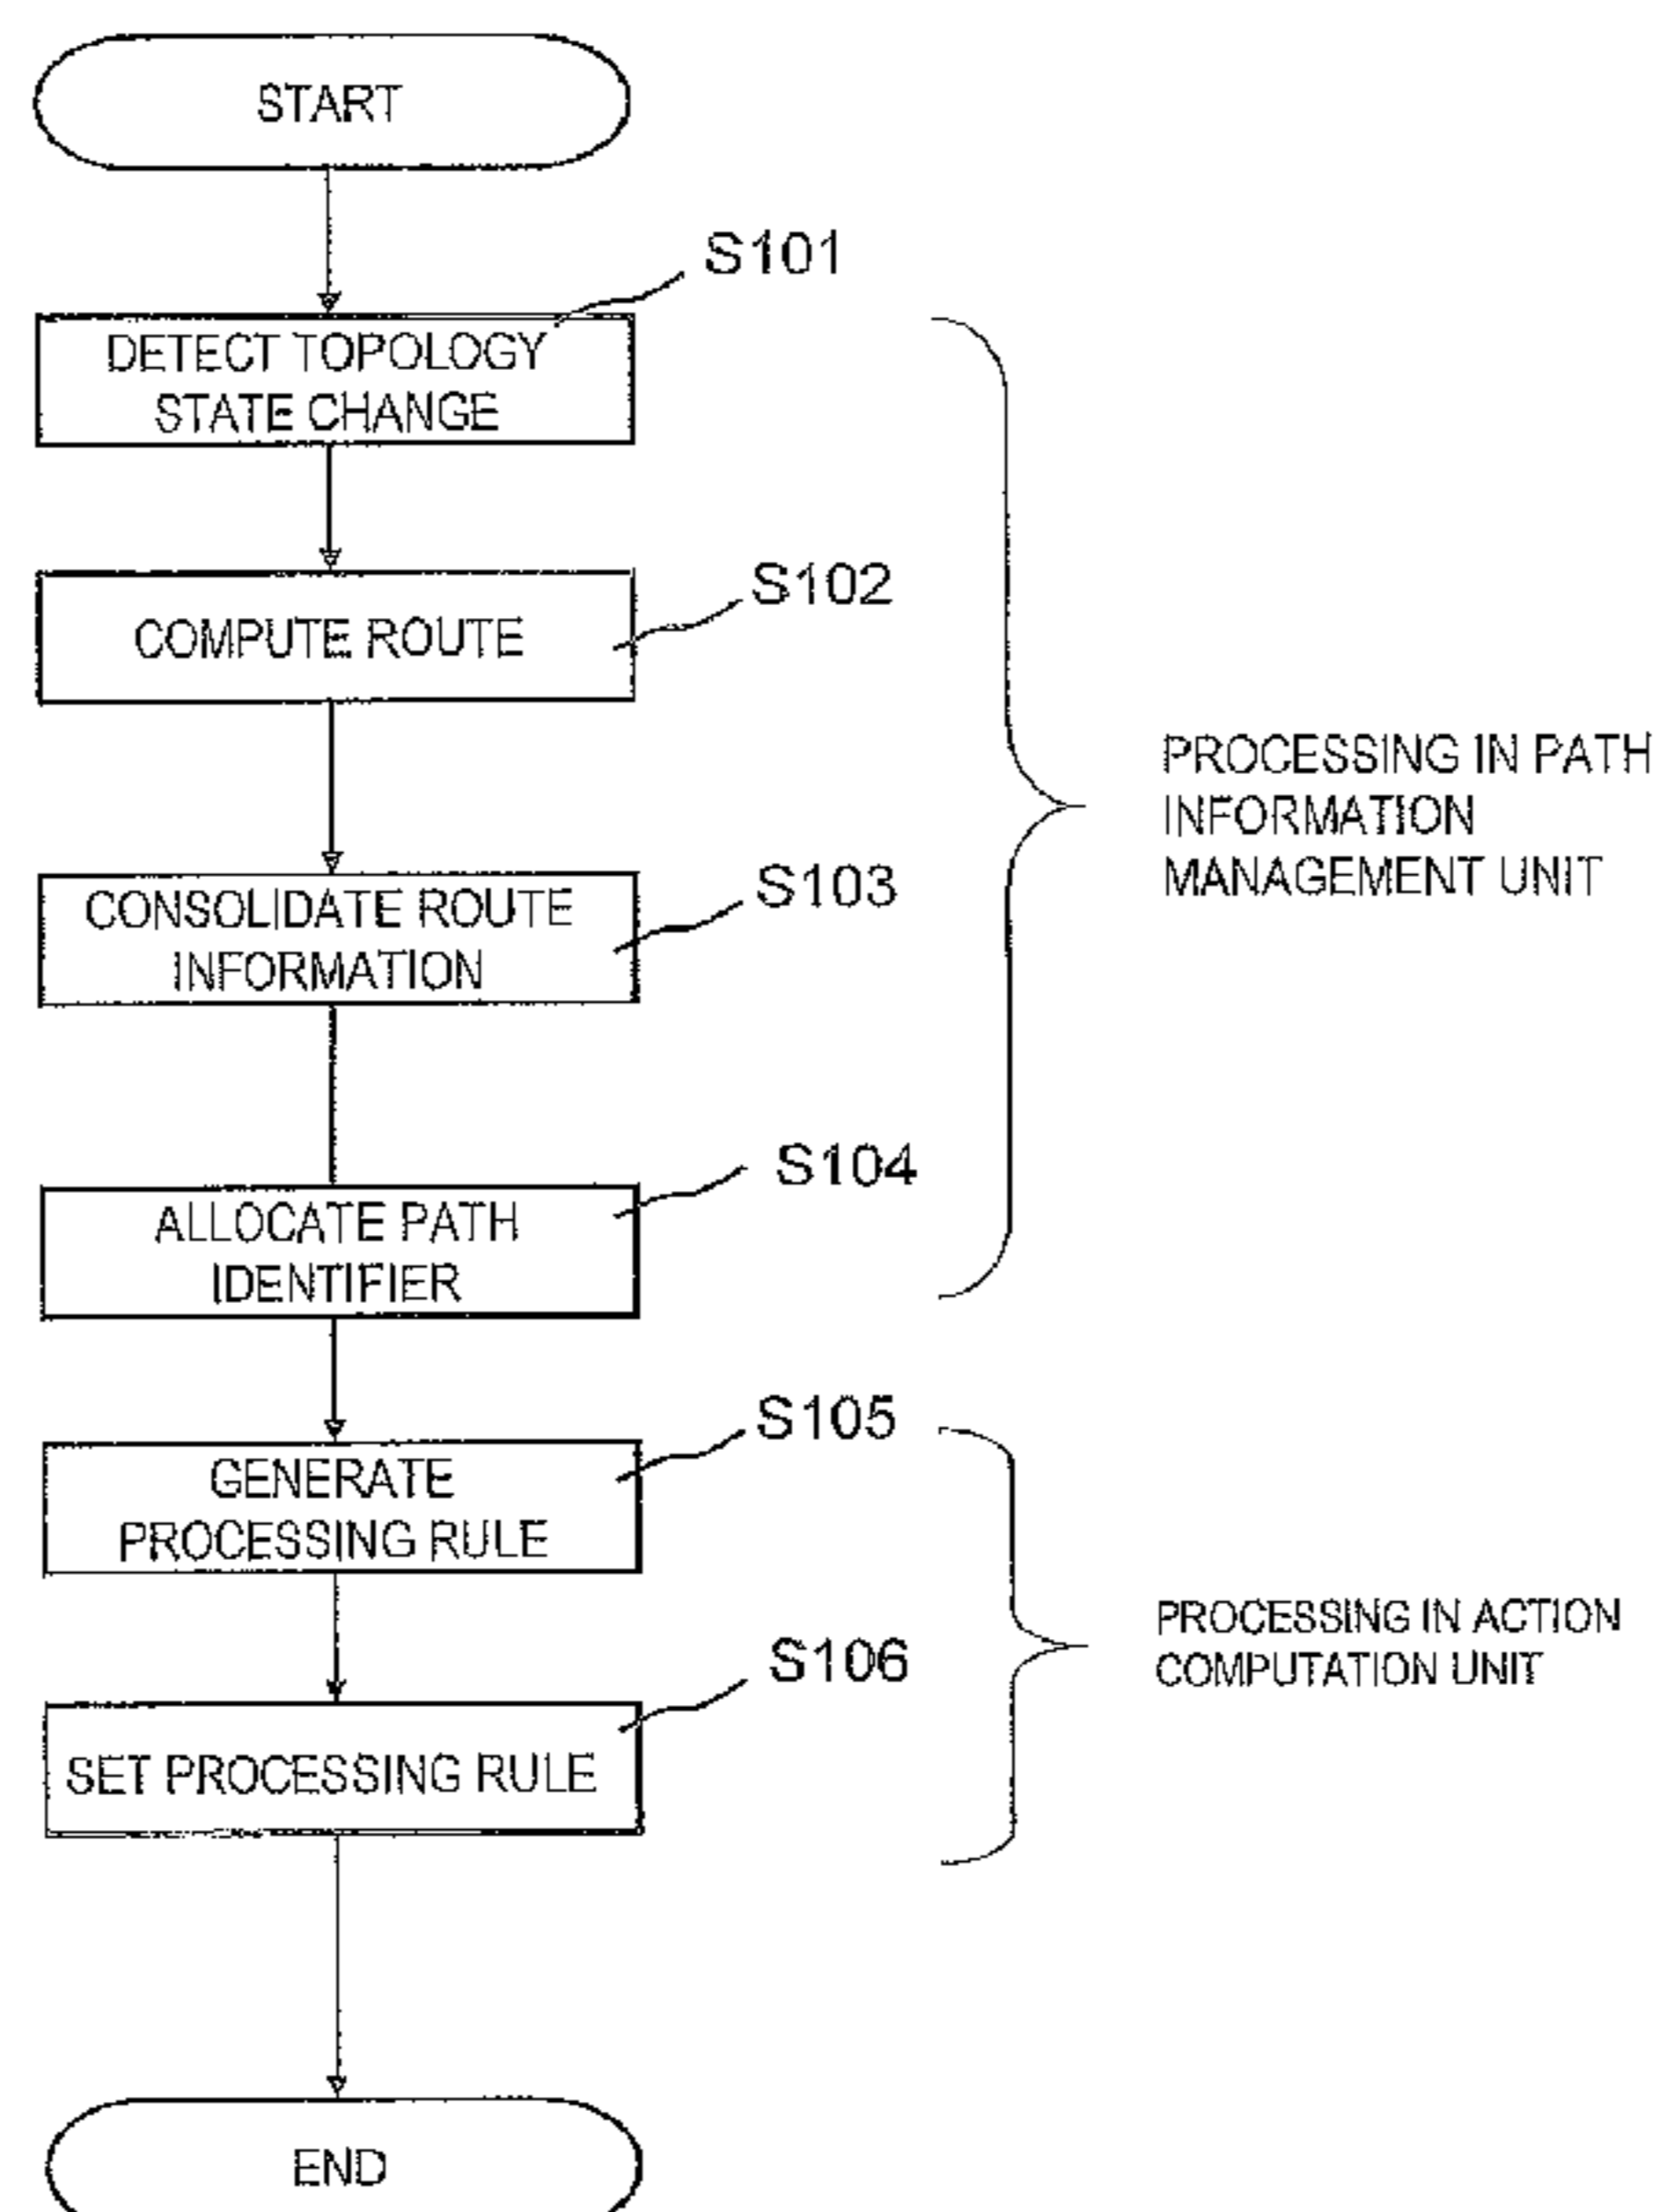 START
S101
DETECT TOPOLOGY
STATE CHANGE
S102
COMPUTE ROUTE
PROCESSING IN PATH
INFORMATION
MANAGEMENT UNIT
S103
CONSOLIDATE ROUTE
INFORMATION
S104
ALLOCATE PATH
IDENTIFIER
S105
GENERATE
PROCESSING RULE
PROCESSING IN ACTION
COMPUTATION UNIT
S106
SET PROCESSING RULE
END